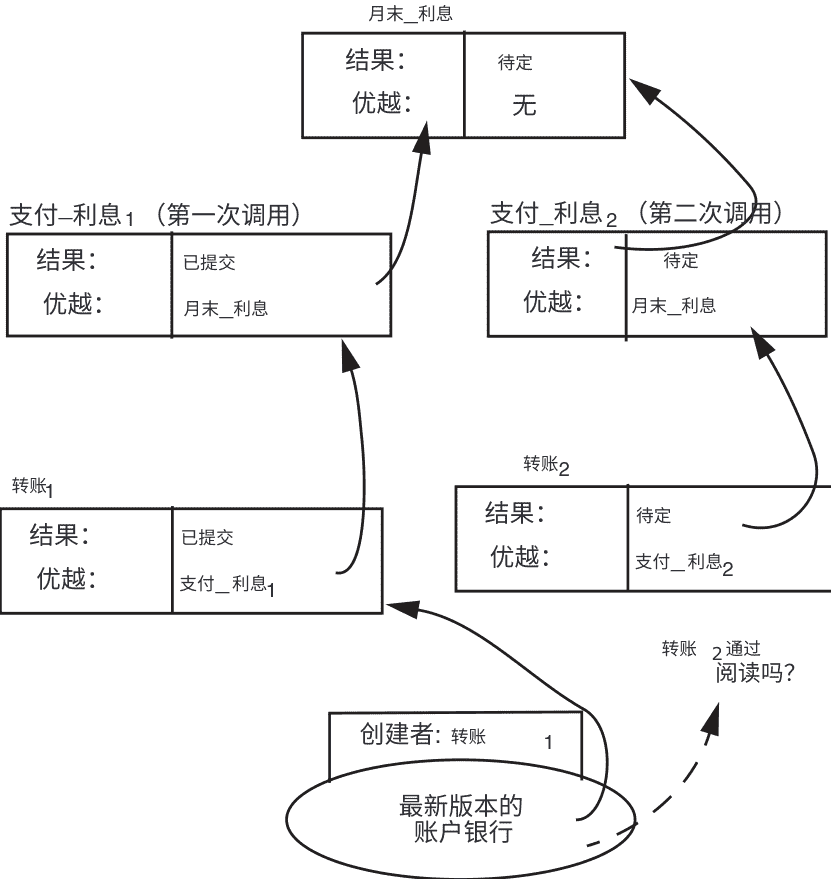 月末_利息
结果： 待定
优越： 无
支付–利息1 （第一次调用）
结果： 已提交
优越： 月末_利息
支付_利息2 （第二次调用）
结果： 待定
优越： 月末_利息
转账1
结果： 已提交
优越： 支付_利息1
转账2
结果： 待定
优越： 支付_利息2
转账 2通过
阅读吗？
创建者: 转账 1
最新版本的
账户银行